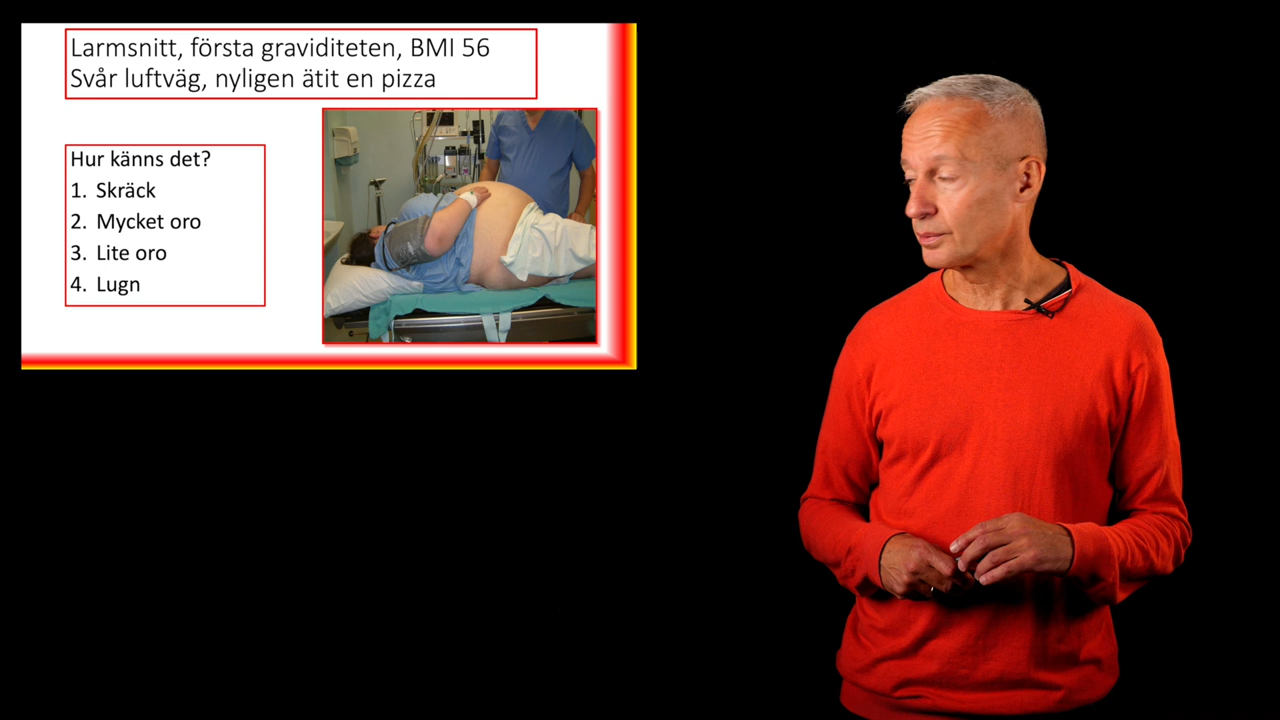 Larmsnitt, första graviditeten, BMI 56
Svår luftväg, nyligen ätit en pizza
Hur känns det?
1. Skräck
2. Mycket oro
3. Lite oro
4. Lugn